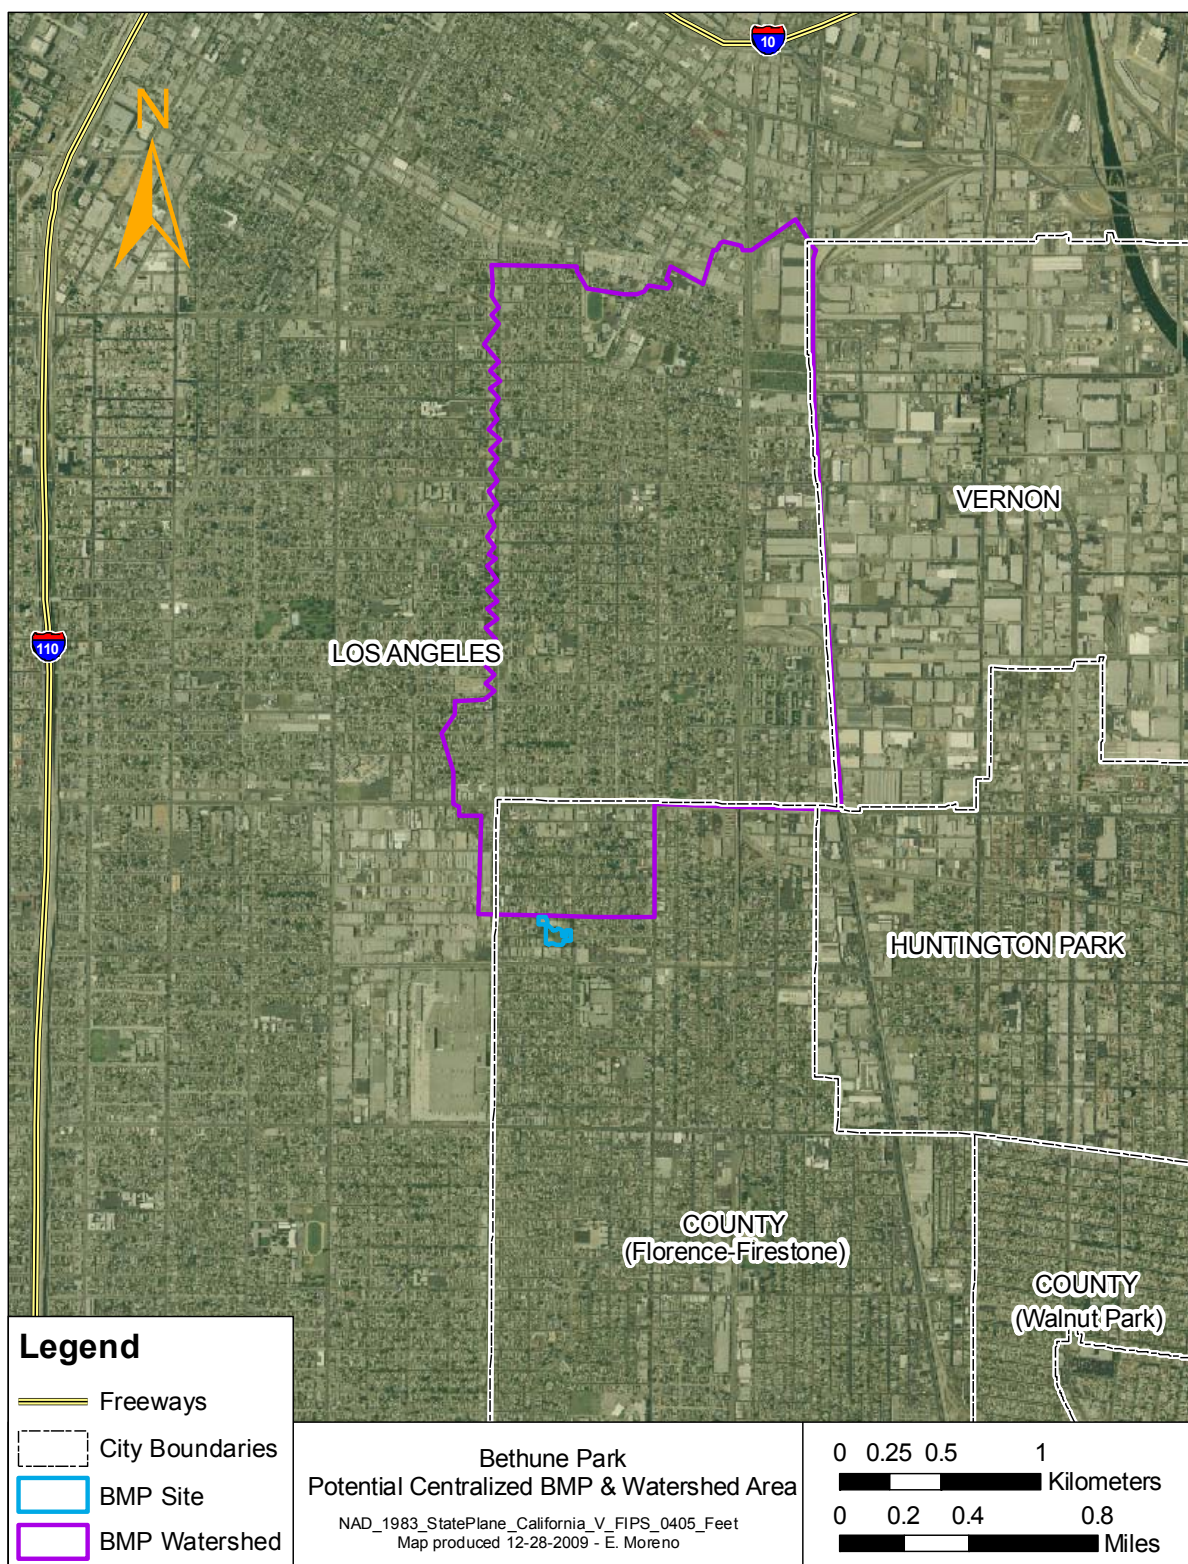 10
N
VERNON
LOS ANGELES
110
HUNTINGTON PARK
COUNTY
(Florence-Firestone)
COUNTY
(Walnut Park)
Legend
Freeways
City Boundaries
BMP Site
BMP Watershed
Bethune Park
Potential Centralized BMP & Watershed Area
NAD_1983_StatePlane_California_V_FIPS_0405_Feet
Map produced 12-28-2009 - E. Moreno
0 0.25 0.5 1
Kilometers
0 0.2 0.4 0.8
Miles